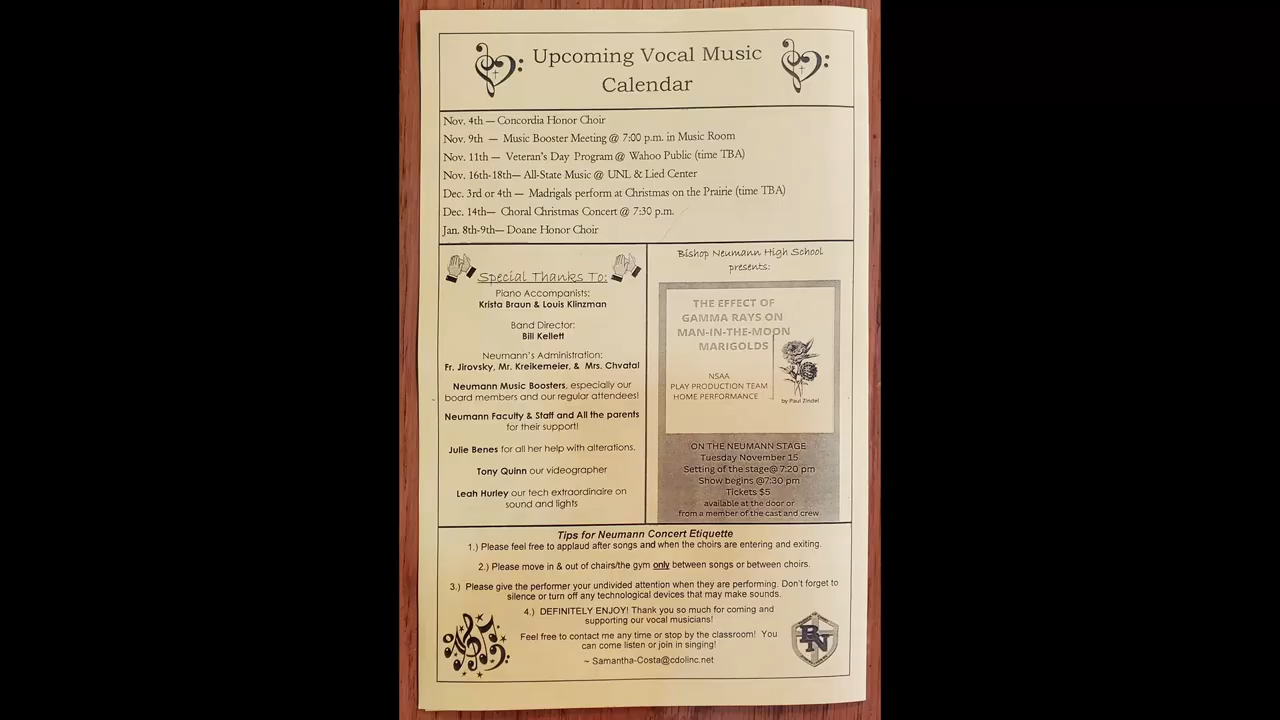 Upcoming Vocal Music
Calendar
Nov. 4th — Concordia Honor Choir
Nov. 9th — Music Booster Meeting @ 7:00 p.m. in Music Room
Nov. 11th — Veteran's Day Program @ Wahoo Public (time TBA)
Nov. 16th-18th— All-State Music @ UNL & Lied Center
Dec. 3rd or 4th — Madrigals perform at Christmas on the Prairie (time TBA)
Dec. 14th— Choral Christmas Concert @ 7:30 p.m.
Jan. 8th-9th— Doane Honor Choir
Special Thanks To:
Piano Accompanists:
Krista Braun & Louis Klinzman
Band Director:
Bill Kellett
Neumann's Administration:
Fr. Jirovsky, Mr. Kreikemeier, & Mrs. Chvatal
Neumann Music Boosters, especially our
board members and our regular attendees!
Neumann Faculty & Staff and All the parents
for their support!
Julie Benes for all her help with alterations.
Tony Quinn our videographer
Leah Hurley our tech extraordinaire on
sound and lights
Bishop Neumann High School
presents:
THE EFFECT OF
GAMMA RAYS ON
MAN-IN-THE-MOON
MARIGOLDS
NSAA
PLAY PRODUCTION TEAM
HOME PERFORMANCE
by Paul Zindel
ON THE NEUMANN STAGE
Tuesday November 15
Setting of the stage@ 7:20 pm
Show begins @7:30 pm
Tickets $5
available at the door or
from a member of the cast and crew
Tips for Neumann Concert Etiquette
1.) Please feel free to applaud after songs and when the choirs are entering and exiting.
2.) Please move in & out of chairs/the gym only between songs or between choirs.
3.) Please give the performer your undivided attention when they are performing. Don't forget to
silence or turn off any technological devices that may make sounds.
4.) DEFINITELY ENJOY! Thank you so much for coming and
supporting our vocal musicians!
Feel free to contact me any time or stop by the classroom! You
can come listen or join in singing!
~ Samantha-Costa@cdolinc.net
BN